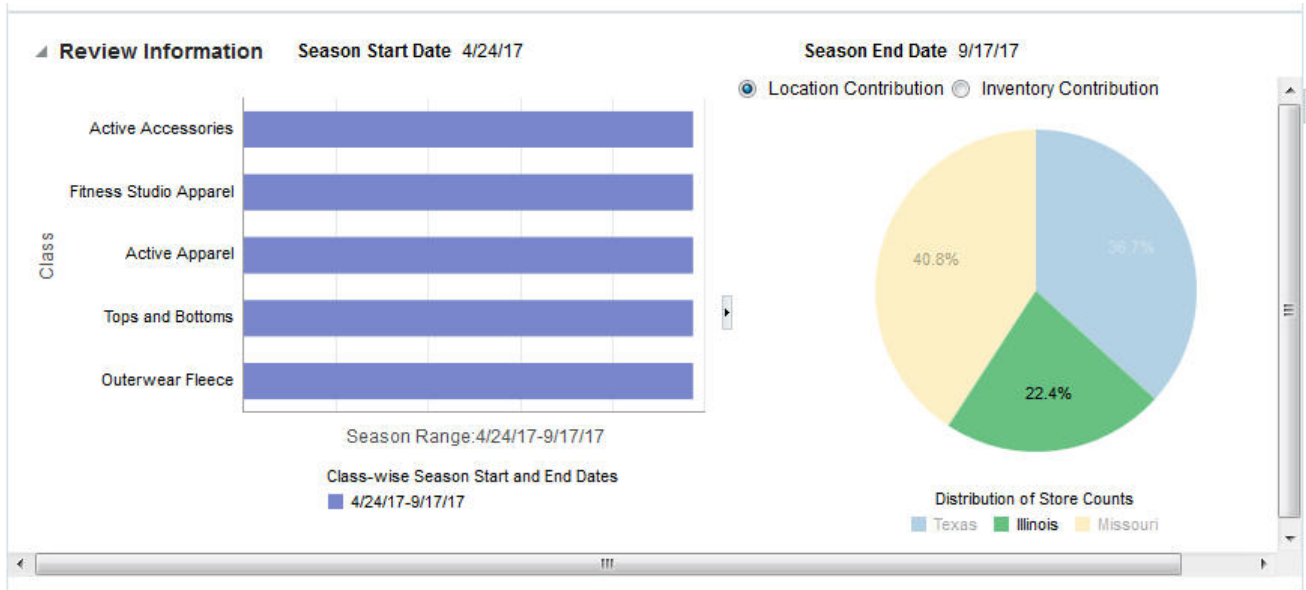 Review Information
Season Start Date 4/24/17
Season End Date 9/17/17
Location Contribution
Inventory Contribution
Class
Active Accessories
Fitness Studio Apparel
Active Apparel
Tops and Bottoms
Outerwear Fleece
Season Range:4/24/17-9/17/17
Class-wise Season Start and End Dates
4/24/17-9/17/17
36.7%
40.8%
22.4%
Distribution of Store Counts
Texas Illinois Missouri